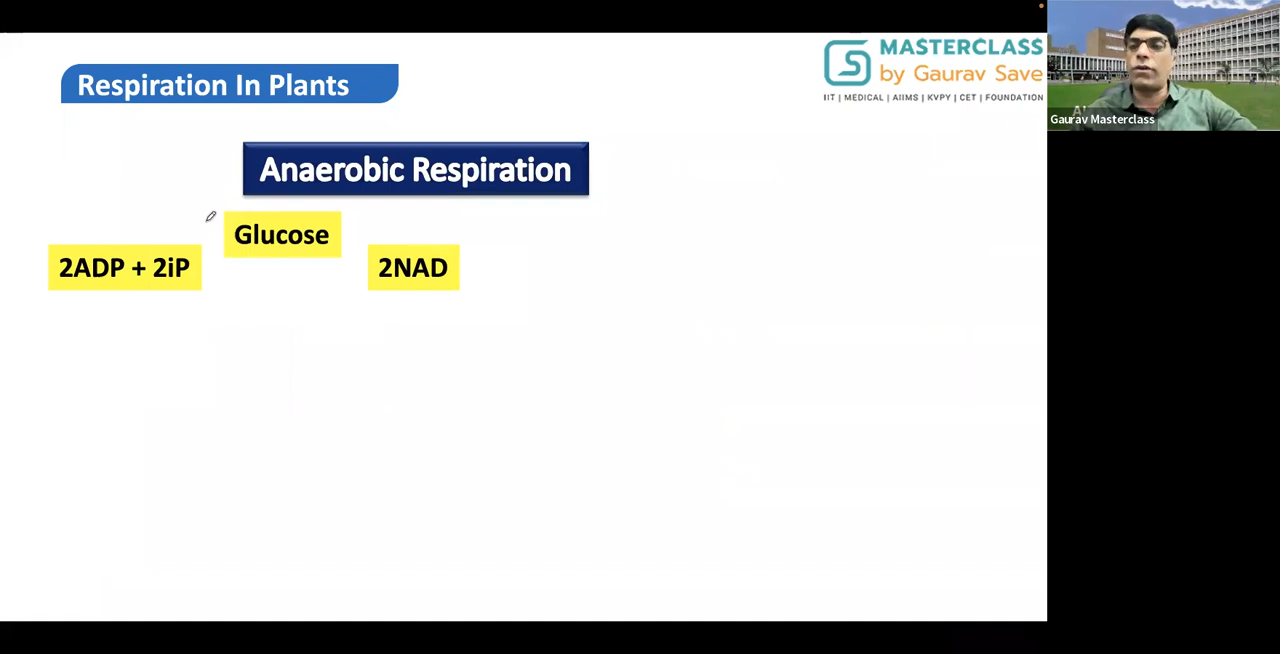 MASTERCLASS
by Gaurav Save
IIT | MEDICAL | AIIMS | KVPY | CET | FOUNDATION
Gaurav Masterclass
Respiration In Plants
Anaerobic Respiration
Glucose
2ADP + 2iP
2NAD